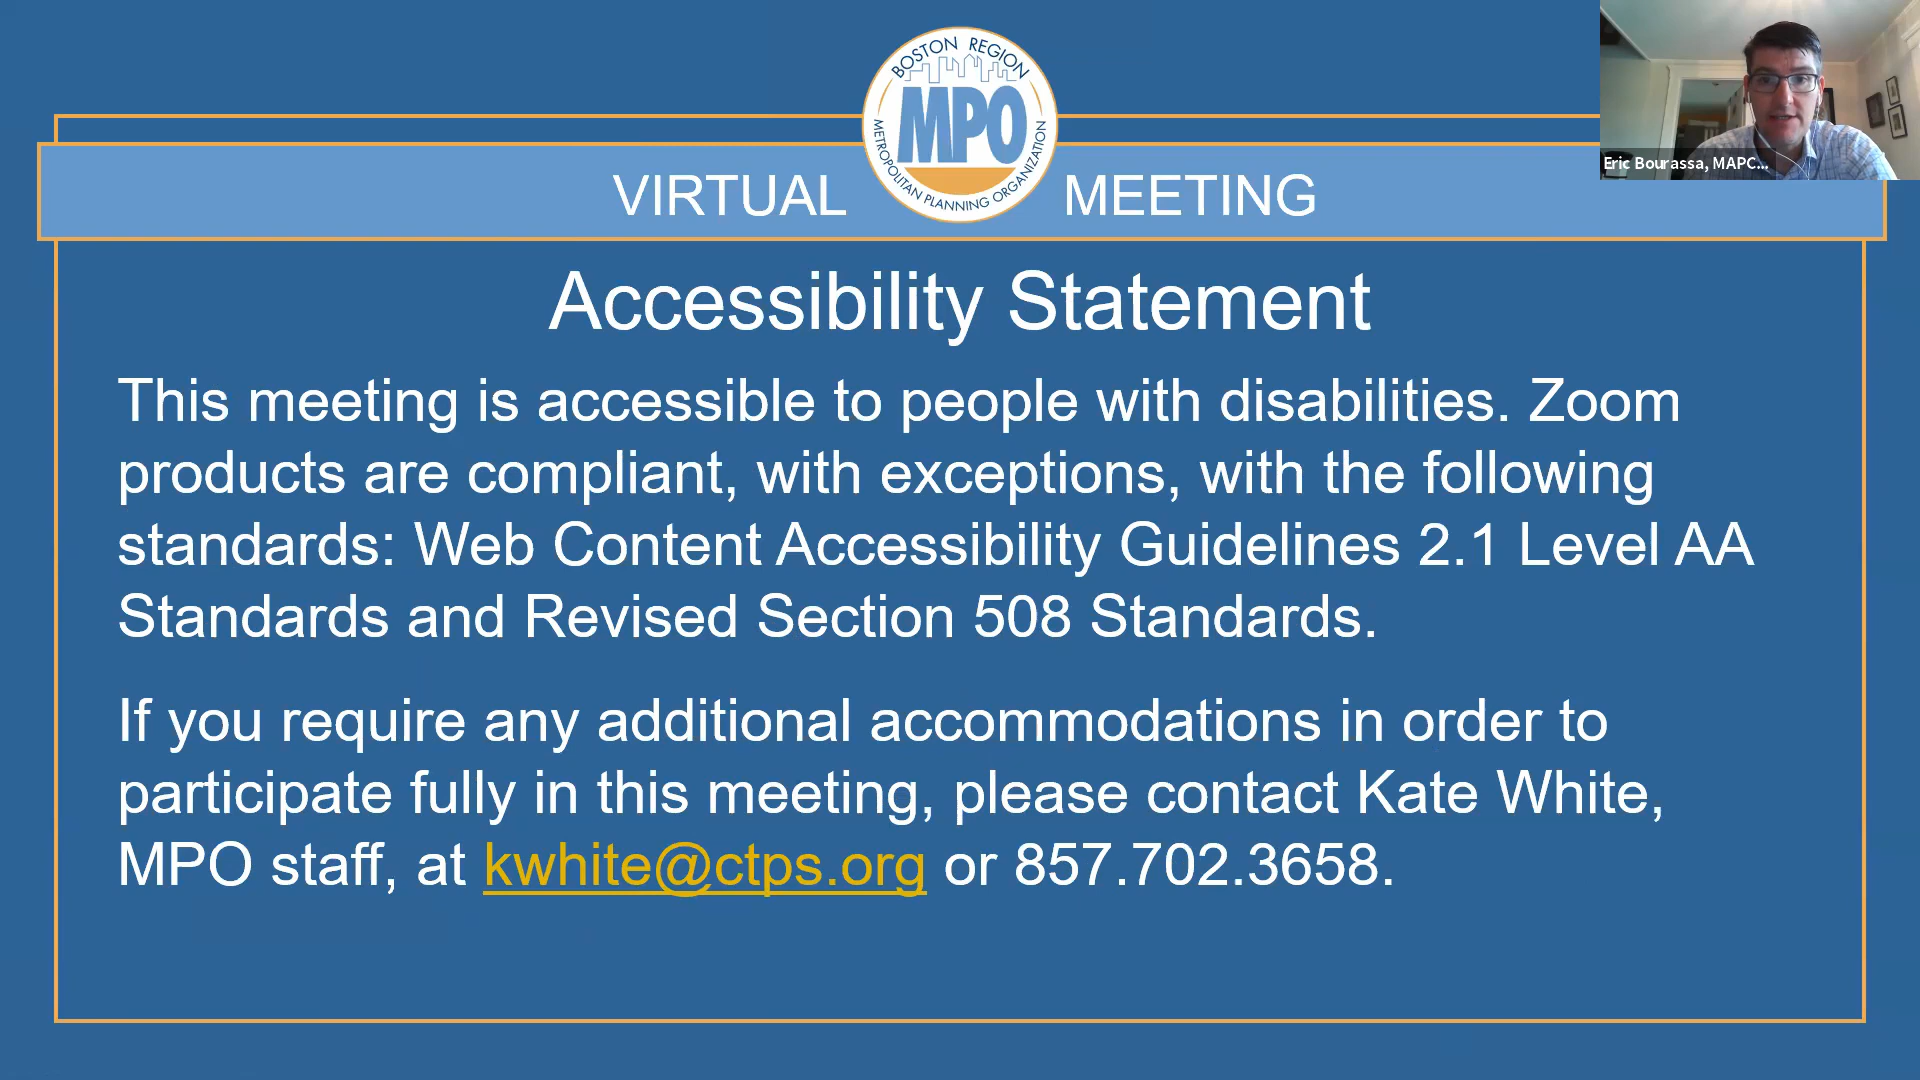 BOSTON REGION
MPO
METROPOLITAN PLANNING ORGANIZATION
VIRTUAL MEETING
Eric Bourassa, MAPC...
Accessibility Statement
This meeting is accessible to people with disabilities. Zoom
products are compliant, with exceptions, with the following
standards: Web Content Accessibility Guidelines 2.1 Level AA
Standards and Revised Section 508 Standards.
If you require any additional accommodations in order to
participate fully in this meeting, please contact Kate White,
MPO staff, at kwhite@ctps.org or 857.702.3658.